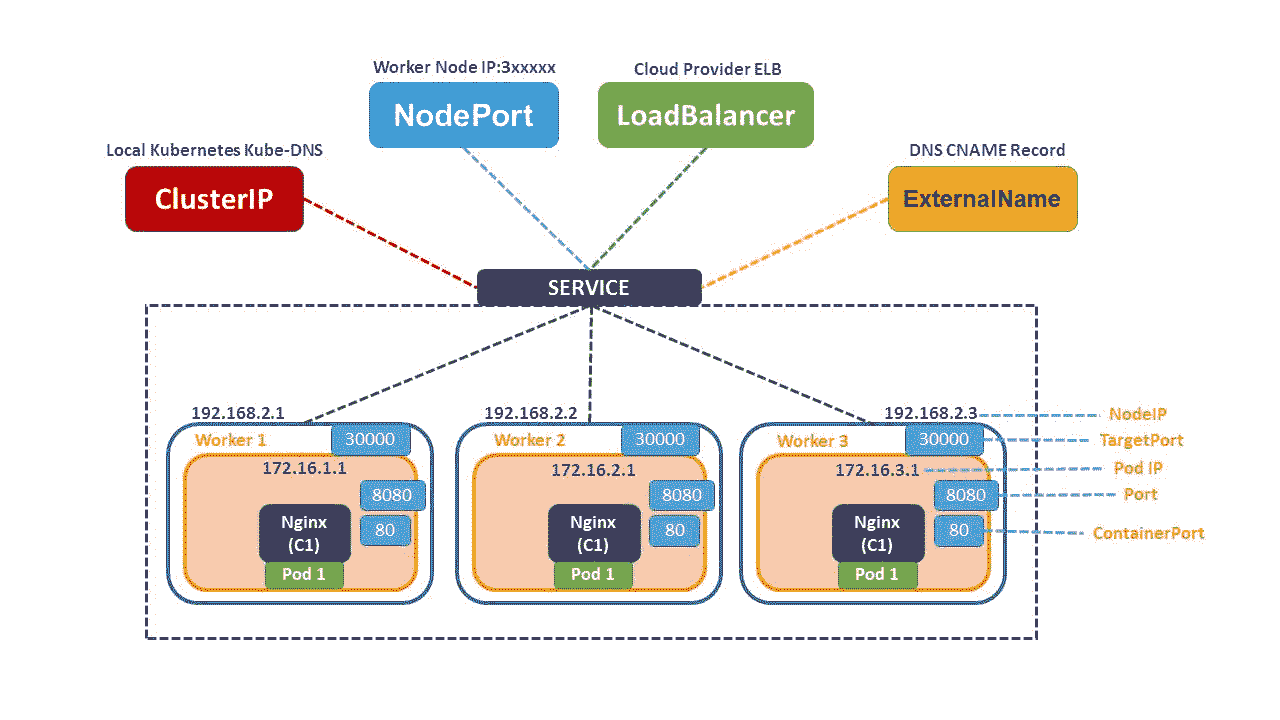 Worker Node IP:3xxxxx
Cloud Provider ELB
NodePort
LoadBalancer
Local Kubernetes Kube-DNS
DNS CNAME Record
ClusterIP
ExternalName
SERVICE
192.168.2.1
192.168.2.2
192.168.2.3
NodeIP
Worker 1
30000
Worker 2
30000
Worker 3
30000
TargetPort
172.16.1.1
172.16.2.1
172.16.3.1
Pod IP
8080
8080
8080
Port
Nginx
(C1)
80
Nginx
(C1)
80
Nginx
(C1)
80
ContainerPort
Pod 1
Pod 1
Pod 1